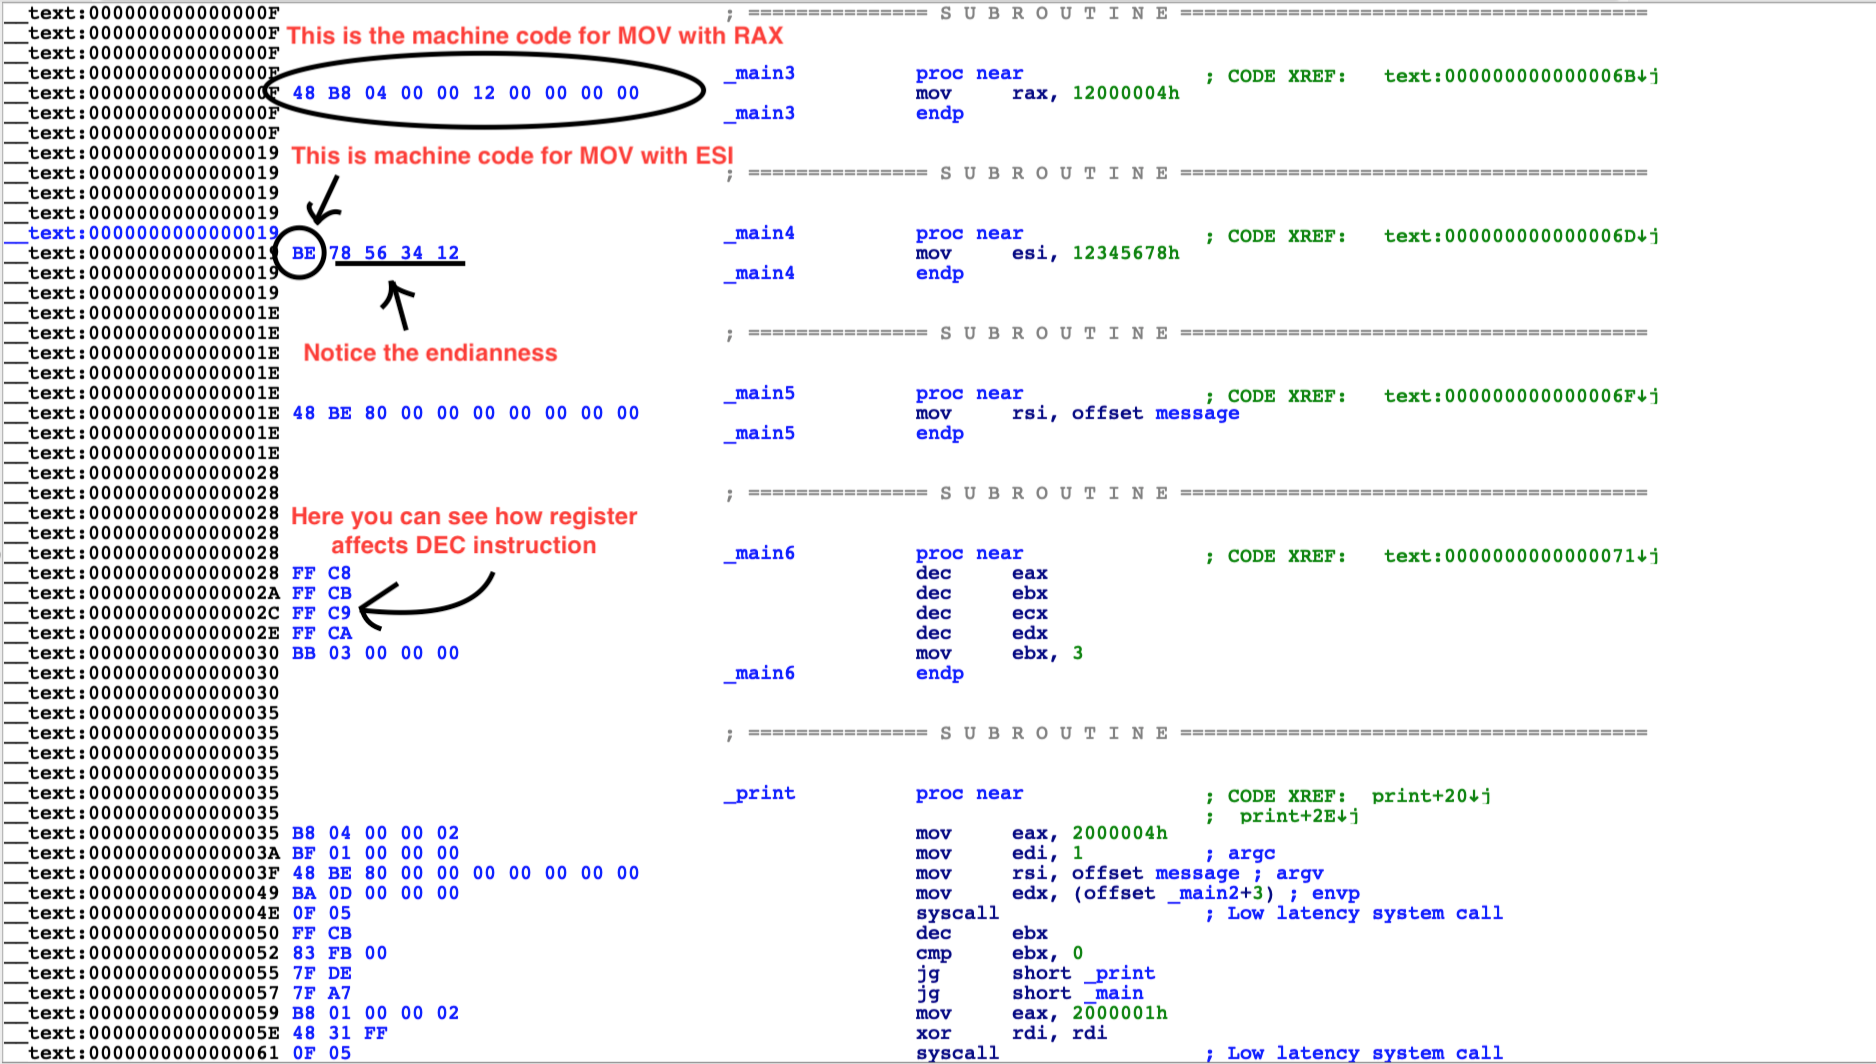 __text:000000000000000F ; =============== S U B R O U T I N E =======================================
__text:000000000000000F This is the machine code for MOV with RAX
__text:000000000000000F
__text:000000000000000F _main3 proc near ; CODE XREF: text:000000000000006B↓j
__text:000000000000000F 48 B8 04 00 00 12 00 00 00 00 mov rax, 12000004h
__text:000000000000000F _main3 endp
__text:000000000000000F
__text:0000000000000019 This is machine code for MOV with ESI
__text:0000000000000019 ; =============== S U B R O U T I N E =======================================
__text:0000000000000019
__text:0000000000000019
__text:0000000000000019 _main4 proc near ; CODE XREF: text:000000000000006D↓j
__text:0000000000000019 BE 78 56 34 12 mov esi, 12345678h
__text:0000000000000019 _main4 endp
__text:0000000000000019
__text:000000000000001E
__text:000000000000001E ; =============== S U B R O U T I N E =======================================
__text:000000000000001E Notice the endianness
__text:000000000000001E
__text:000000000000001E _main5 proc near ; CODE XREF: text:000000000000006F↓j
__text:000000000000001E 48 BE 80 00 00 00 00 00 00 00 mov rsi, offset message
__text:000000000000001E _main5 endp
__text:000000000000001E
__text:0000000000000028
__text:0000000000000028 ; =============== S U B R O U T I N E =======================================
__text:0000000000000028 Here you can see how register
__text:0000000000000028 affects DEC instruction
__text:0000000000000028 _main6 proc near ; CODE XREF: text:0000000000000071↓j
__text:0000000000000028 FF C8 dec eax
__text:000000000000002A FF CB dec ebx
__text:000000000000002C FF C9 dec ecx
__text:000000000000002E FF CA dec edx
__text:0000000000000030 BB 03 00 00 00 mov ebx, 3
__text:0000000000000030 _main6 endp
__text:0000000000000030
__text:0000000000000035
__text:0000000000000035 ; =============== S U B R O U T I N E =======================================
__text:0000000000000035
__text:0000000000000035
__text:0000000000000035 _print proc near ; CODE XREF: print+20↓j
__text:0000000000000035 ; print+2E↓j
__text:0000000000000035 B8 04 00 00 02 mov eax, 2000004h
__text:000000000000003A BF 01 00 00 00 mov edi, 1 ; argc
__text:000000000000003F 48 BE 80 00 00 00 00 00 00 00 mov rsi, offset message ; argv
__text:0000000000000049 BA 0D 00 00 00 mov edx, (offset _main2+3) ; envp
__text:000000000000004E 0F 05 syscall ; Low latency system call
__text:0000000000000050 FF CB dec ebx
__text:0000000000000052 83 FB 00 cmp ebx, 0
__text:0000000000000055 7F DE jg short _print
__text:0000000000000057 7F A7 jg short _main
__text:0000000000000059 B8 01 00 00 02 mov eax, 2000001h
__text:000000000000005E 48 31 FF xor rdi, rdi
__text:0000000000000061 0F 05 syscall ; Low latency system call